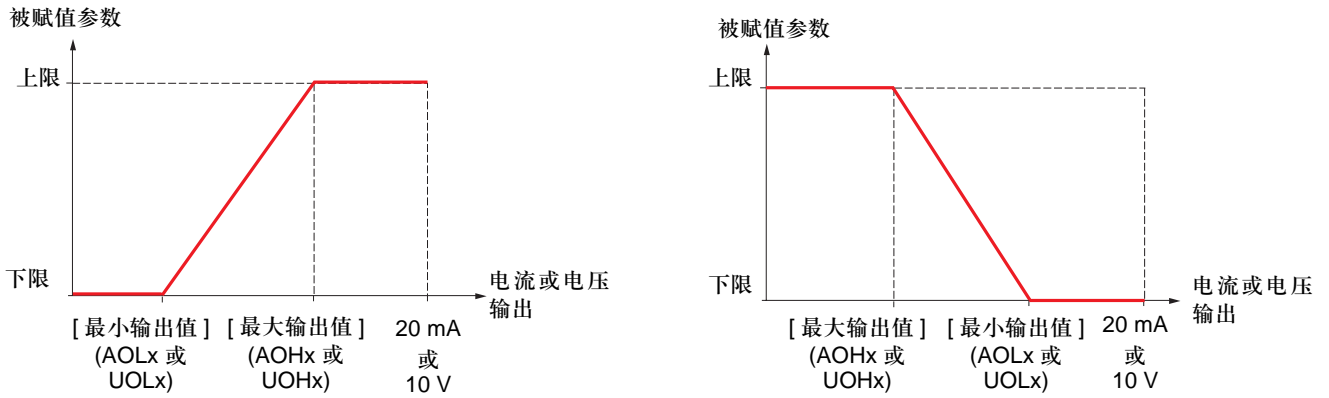 被赋值参数
上限
下限
电流或电压
输出
[ 最小输出值 ]
(AOLx 或
UOLx)
[ 最大输出值 ]
(AOHx 或
UOHx)
20 mA
或
10 V
被赋值参数
上限
下限
电流或电压
输出
[ 最大输出值 ]
(AOHx 或
UOHx)
[ 最小输出值 ]
(AOLx 或
UOLx)
20 mA
或
10 V